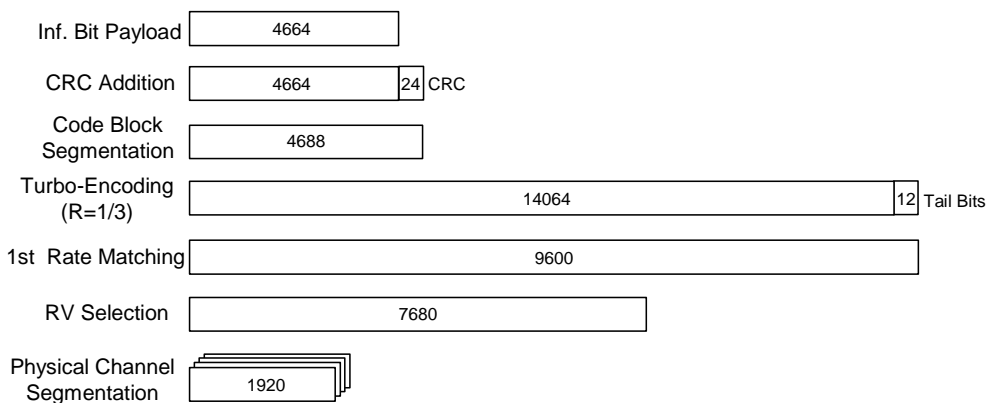 Inf. Bit Payload 4664
CRC Addition 4664 24 CRC
Code Block
Segmentation 4688
Turbo-Encoding
(R=1/3) 14064 12 Tail Bits
1st Rate Matching 9600
RV Selection 7680
Physical Channel
Segmentation 1920